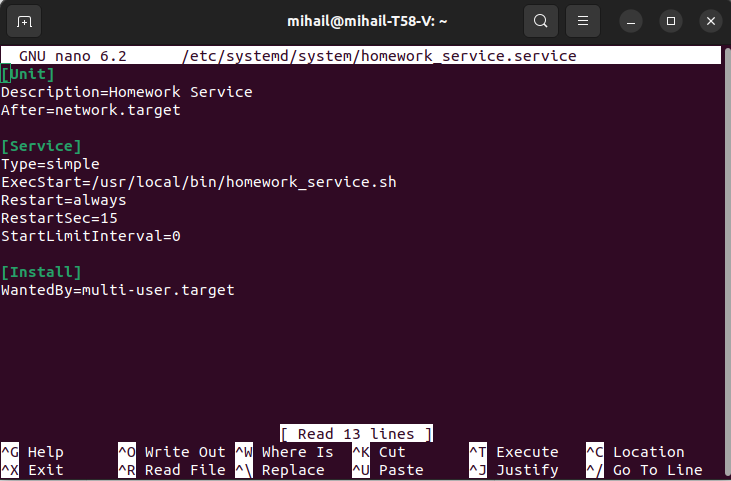 mihail@mihail-T58-V: ~
GNU nano 6.2 /etc/systemd/system/homework_service.service
[Unit]
Description=Homework Service
After=network.target
[Service]
Type=simple
ExecStart=/usr/local/bin/homework_service.sh
Restart=always
RestartSec=15
StartLimitInterval=0
[Install]
WantedBy=multi-user.target
[ Read 13 lines ]
^G Help ^O Write Out ^W Where Is ^K Cut ^T Execute ^C Location
^X Exit ^R Read File ^\ Replace ^U Paste ^J Justify ^/ Go To Line